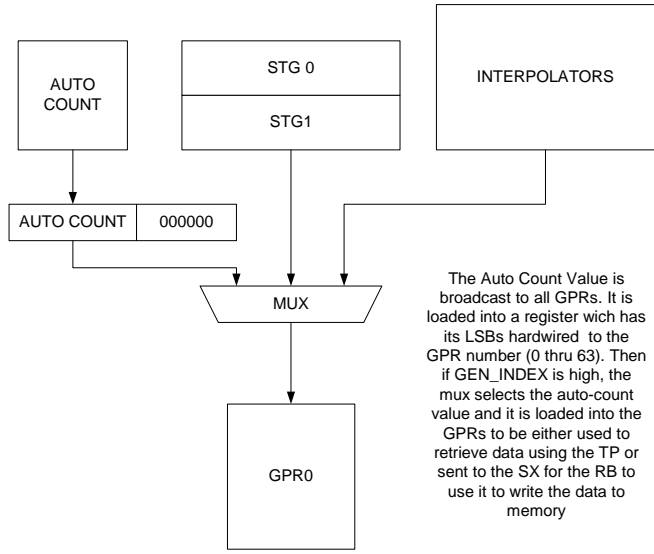 AUTO
COUNT
STG 0
STG1
INTERPOLATORS
AUTO COUNT
000000
MUX
GPR0
The Auto Count Value is
broadcast to all GPRs. It is
loaded into a register wich has
its LSBs hardwired to the
GPR number (0 thru 63). Then
if GEN_INDEX is high, the
mux selects the auto-count
value and it is loaded into the
GPRs to be either used to
retrieve data using the TP or
sent to the SX for the RB to
use it to write the data to
memory